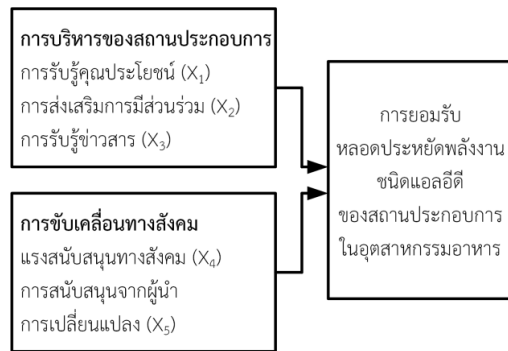 การบริหารของสถานประกอบการ
การรับรู้คุณประโยชน์ (X₁)
การส่งเสริมการมีส่วนร่วม (X₂)
การรับรู้ข่าวสาร (X₃)
การขับเคลื่อนทางสังคม
แรงสนับสนุนทางสังคม (X₄)
การสนับสนุนจากผู้นำ
การเปลี่ยนแปลง (X₅)
การยอมรับ
หลอดประหยัดพลังงาน
ชนิดแอลอีดี
ของสถานประกอบการ
ในอุตสาหกรรมอาหาร